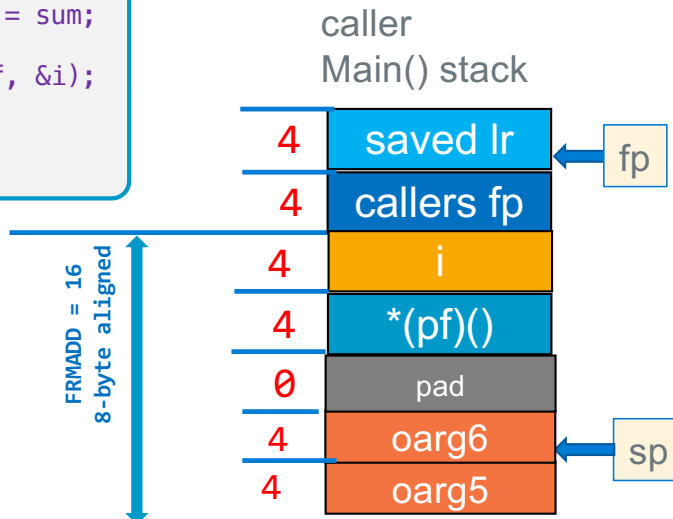 = sum;
, &i);
caller
Main() stack
4 saved lr
fp
4 callers fp
4 i
4 *(pf)()
0 pad
4 oarg6
sp
4 oarg5
FRMADD = 16
8-byte aligned